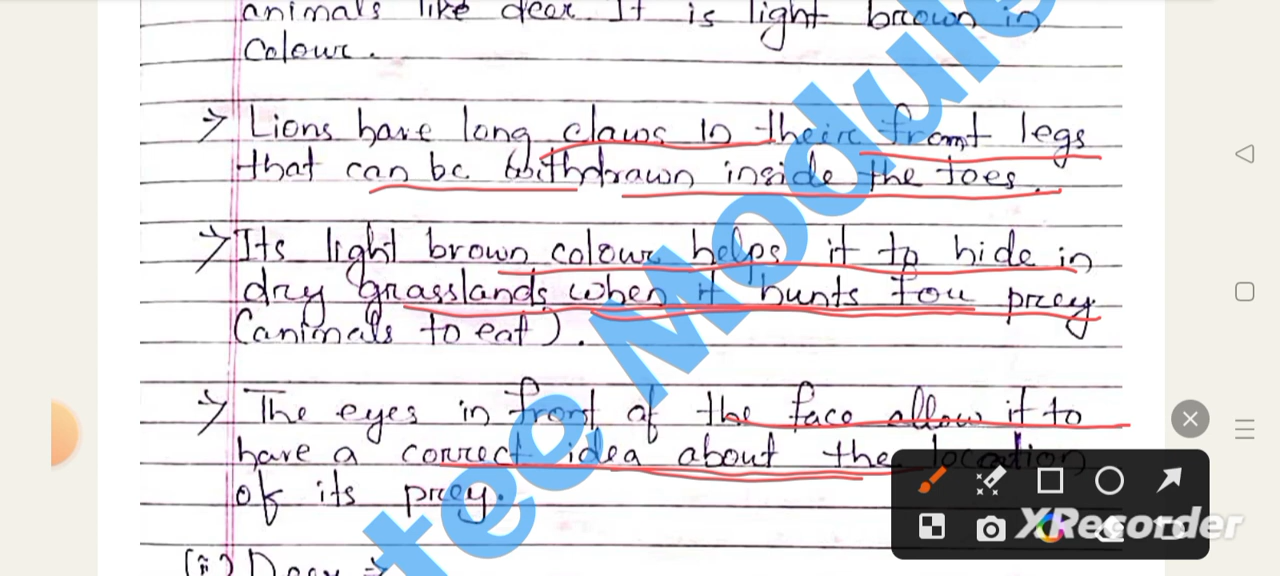 animals like deer. It is light brown in
Colour.
→ Lions have long claws in their front legs
that can be withdrawn inside the toes.
→ Its light brown colour helps it to hide in
dry grasslands when it hunts fou prey
(animals to eat).
→ The eyes in front of the face allow it to
have a correct idea about the location
of its prey.
(ii) Deer →
te Module
XRecorder